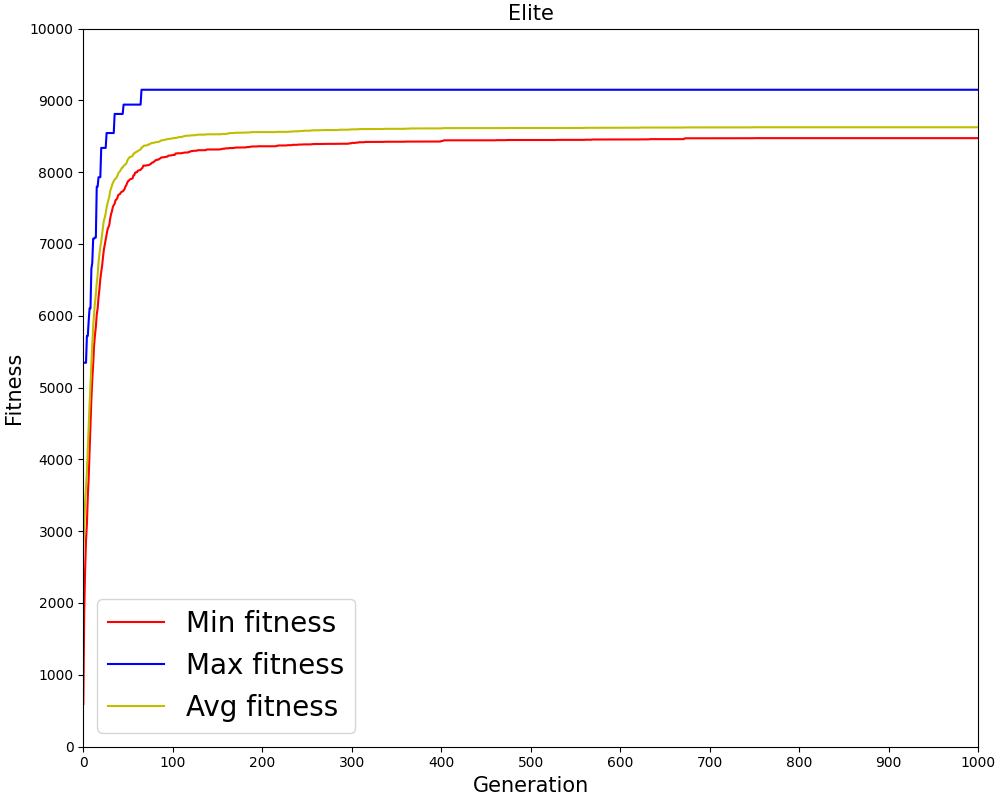 Elite
10000
9000
8000
7000
6000
5000
4000
3000
2000
1000
0
Fitness
Min fitness
Max fitness
Avg fitness
0 100 200 300 400 500 600 700 800 900 1000
Generation